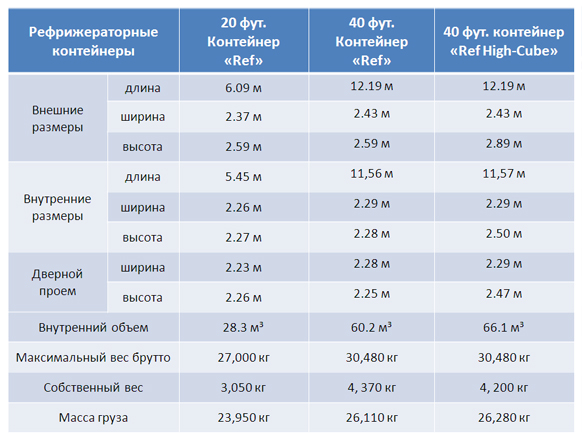 Рефрижераторные контейнеры | 20 фут. Контейнер «Ref» | 40 фут. Контейнер «Ref» | 40 фут. контейнер «Ref High-Cube»
Внешние размеры | длина | 6.09 м | 12.19 м | 12.19 м
ширина | 2.37 м | 2.43 м | 2.43 м
высота | 2.59 м | 2.59 м | 2.89 м
Внутренние размеры | длина | 5.45 м | 11,56 м | 11,57 м
ширина | 2.26 м | 2.29 м | 2.29 м
высота | 2.27 м | 2.28 м | 2.50 м
Дверной проем | ширина | 2.23 м | 2.28 м | 2.29 м
высота | 2.26 м | 2.25 м | 2.47 м
Внутренний объем | 28.3 м³ | 60.2 м³ | 66.1 м³
Максимальный вес брутто | 27,000 кг | 30,480 кг | 30,480 кг
Собственный вес | 3,050 кг | 4, 370 кг | 4, 200 кг
Масса груза | 23,950 кг | 26,110 кг | 26,280 кг